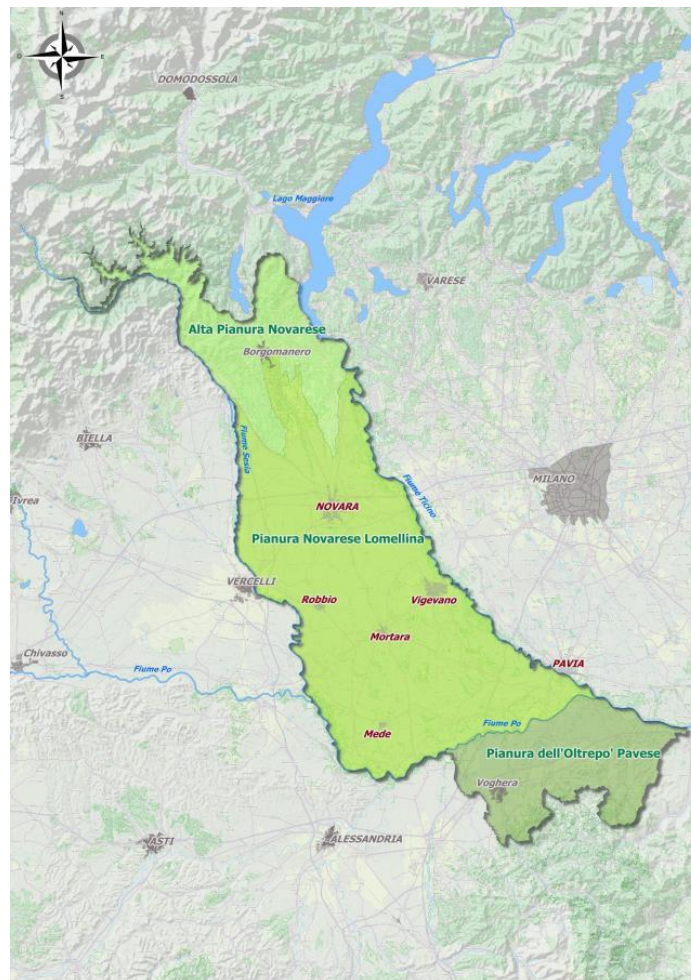 N
O
E
S
DOMODOSSOLA
Lago Maggiore
VARESE
Alta Pianura Novarese
Borgomanero
BIELLA
Fiume Sesia
Fiume Ticino
MILANO
Ivrea
NOVARA
Pianura Novarese Lomellina
VERCELLI
Robbio
Vigevano
Mortara
Chivasso
PAVIA
Fiume Po
Fiume Po
Mede
Pianura dell'Oltrepo' Pavese
Voghera
ASTI
ALESSANDRIA